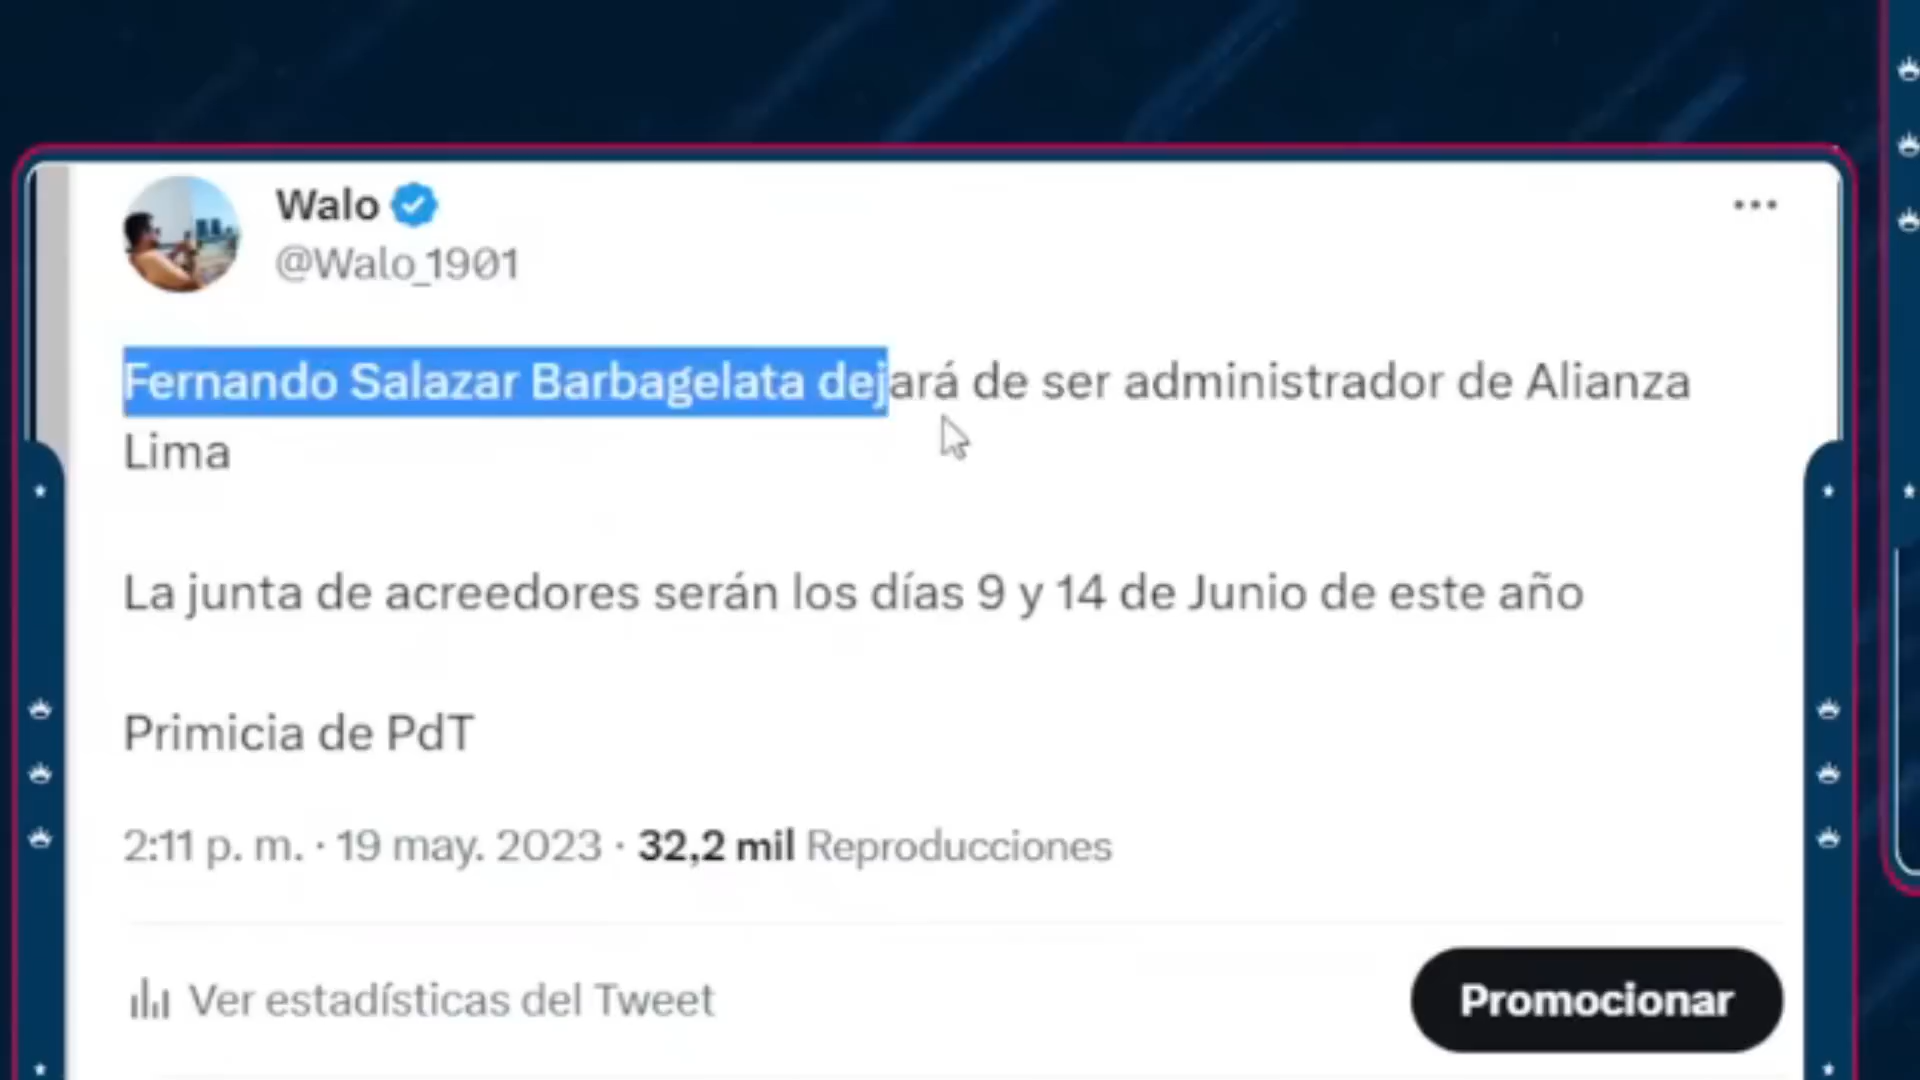 Walo
@Walo_1901
Fernando Salazar Barbagelata dejará de ser administrador de Alianza
Lima
La junta de acreedores serán los días 9 y 14 de Junio de este año
Primicia de PdT
2:11 p. m. · 19 may. 2023 · 32,2 mil Reproducciones
Ver estadísticas del Tweet
Promocionar